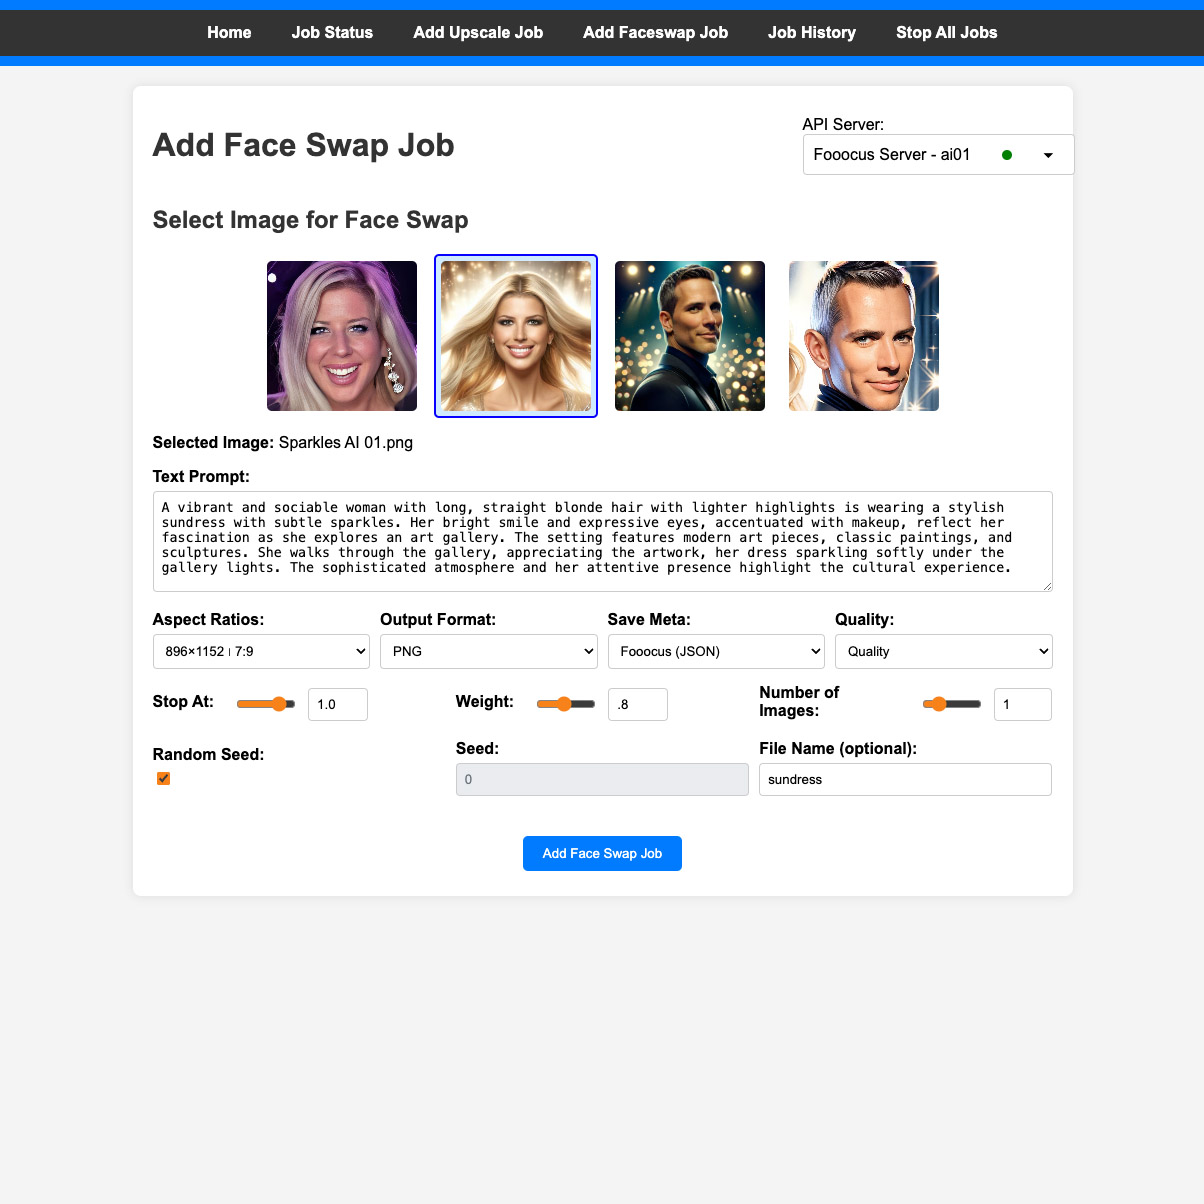 Home Job Status Add Upscale Job Add Faceswap Job Job History Stop All Jobs
Add Face Swap Job
API Server:
Fooocus Server - ai01
Select Image for Face Swap
Selected Image: Sparkles AI 01.png
Text Prompt:
A vibrant and sociable woman with long, straight blonde hair with lighter highlights is wearing a stylish
sundress with subtle sparkles. Her bright smile and expressive eyes, accentuated with makeup, reflect her
fascination as she explores an art gallery. The setting features modern art pieces, classic paintings, and
sculptures. She walks through the gallery, appreciating the artwork, her dress sparkling softly under the
gallery lights. The sophisticated atmosphere and her attentive presence highlight the cultural experience.
Aspect Ratios: Output Format: Save Meta: Quality:
896×1152 | 7:9 PNG Fooocus (JSON) Quality
Stop At: 1.0 Weight: .8 Number of
Images: 1
Random Seed: Seed: File Name (optional):
0 sundress
Add Face Swap Job